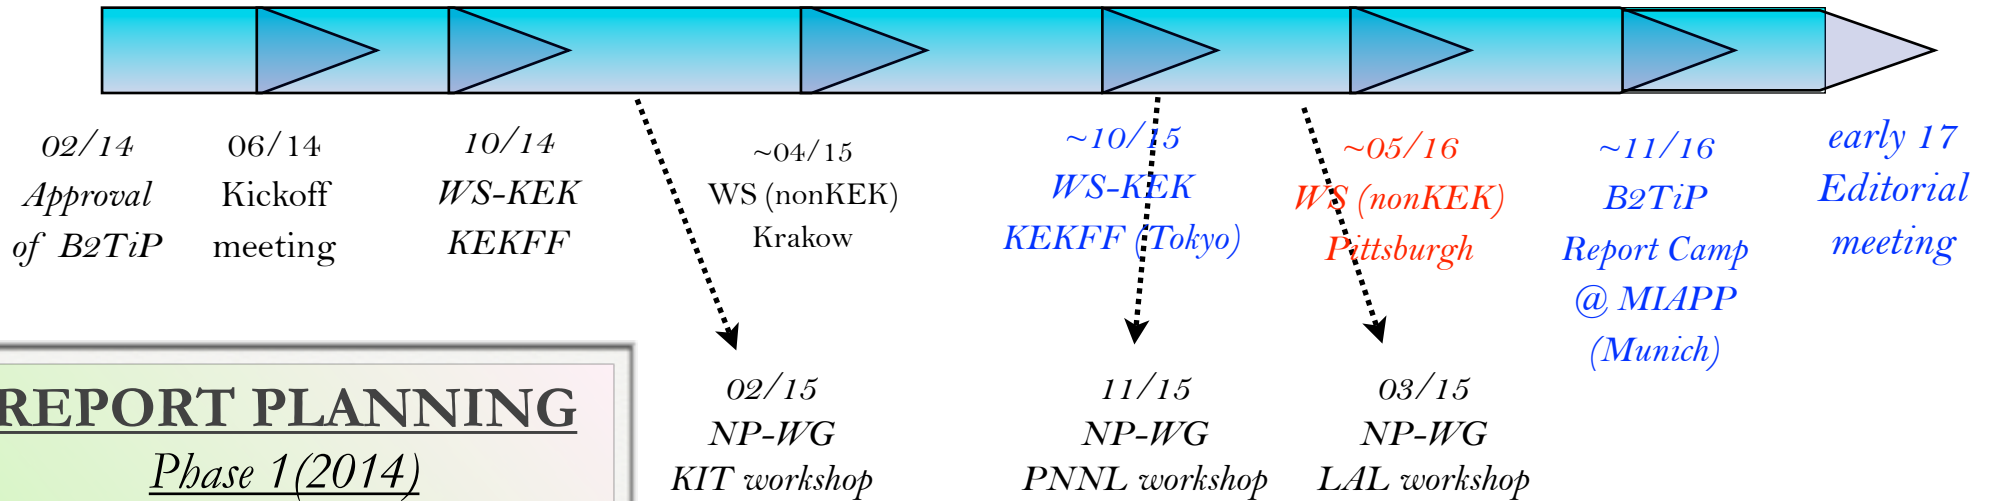 02/14
Approval
of B2TiP
06/14
Kickoff
meeting
10/14
WS-KEK
KEKFF
~04/15
WS (nonKEK)
Krakow
~10/15
WS-KEK
KEKFF (Tokyo)
~05/16
WS (nonKEK)
Pittsburgh
~11/16
B2TiP
Report Camp
@ MIAPP
(Munich)
early 17
Editorial
meeting
02/15
NP-WG
KIT workshop
11/15
NP-WG
PNNL workshop
03/15
NP-WG
LAL workshop
REPORT PLANNING
Phase 1(2014)